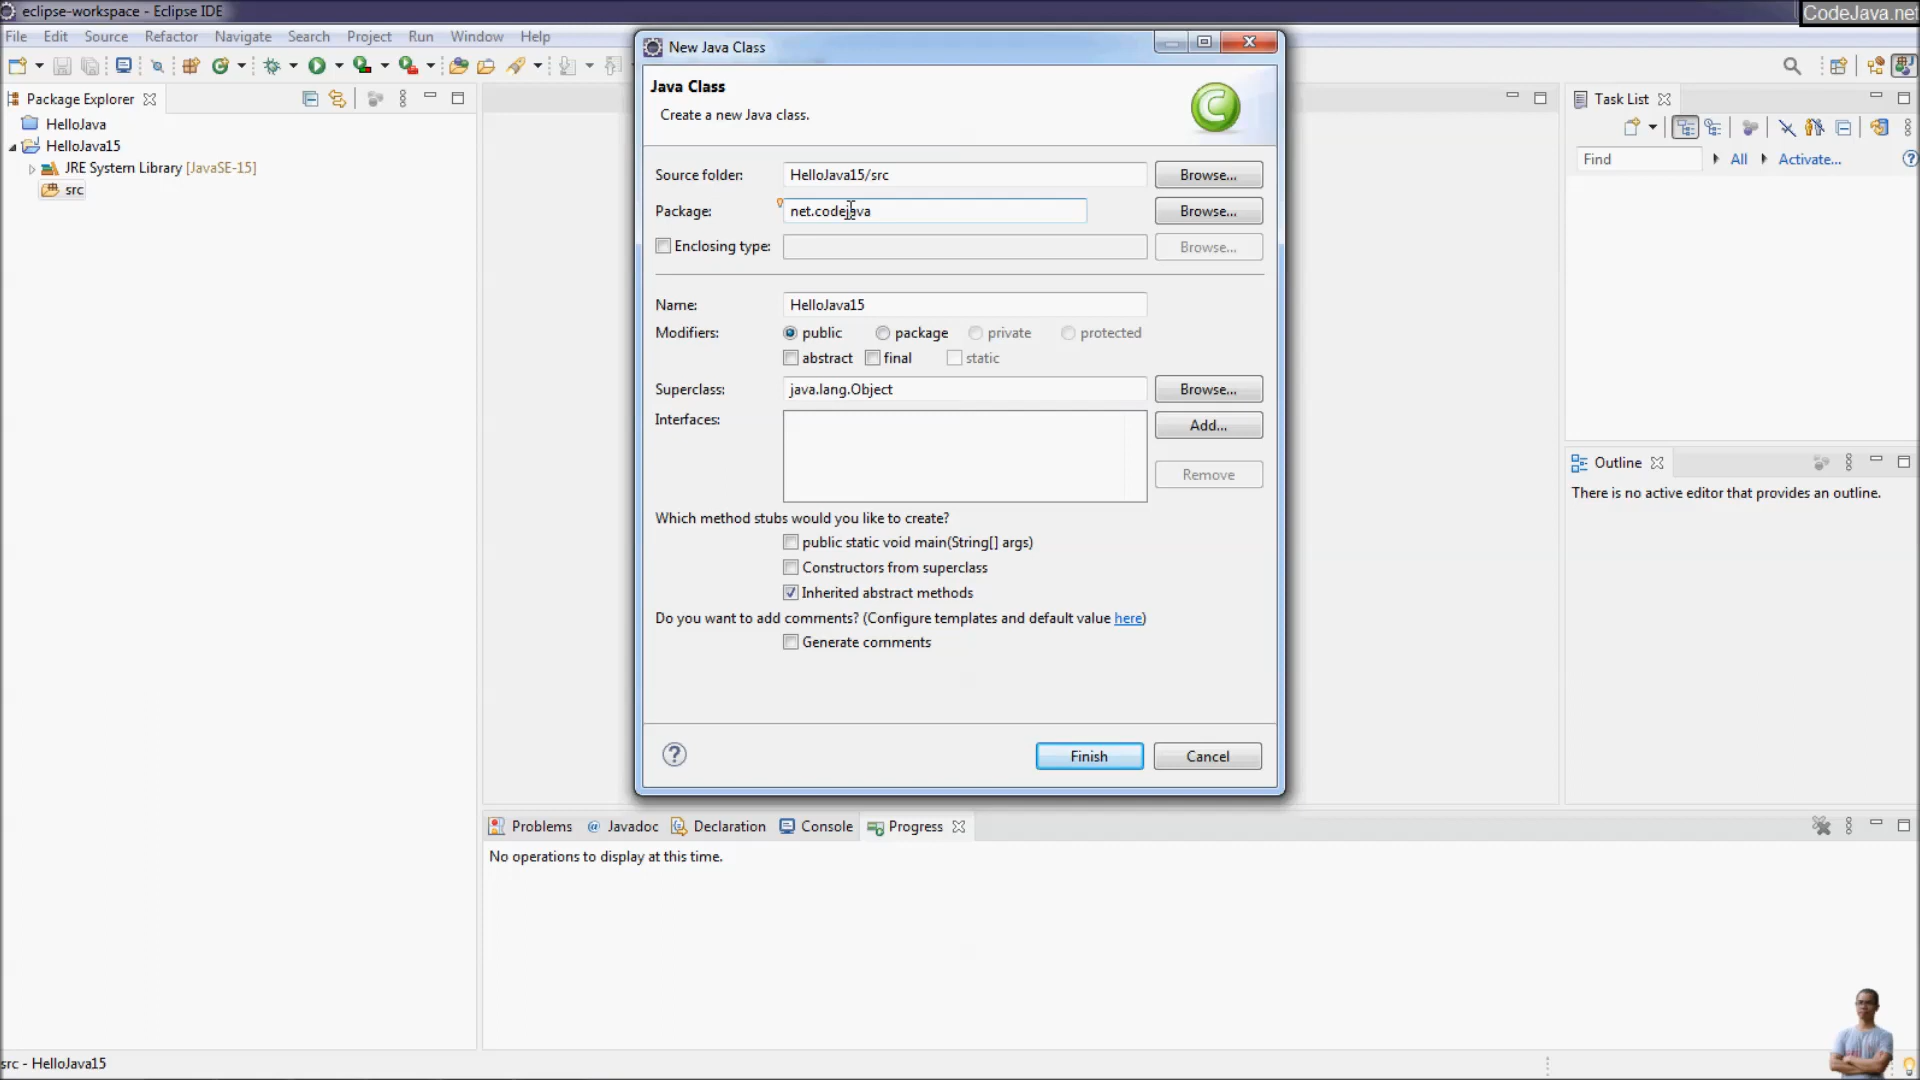 eclipse-workspace - Eclipse IDE
CodeJava.net
File Edit Source Refactor Navigate Search Project Run Window Help
Package Explorer
HelloJava
HelloJava15
JRE System Library [JavaSE-15]
src
New Java Class
Java Class
Create a new Java class.
Source folder: HelloJava15/src Browse...
Package: net.codejava Browse...
Enclosing type: Browse...
Name: HelloJava15
Modifiers: public package private protected
abstract final static
Superclass: java.lang.Object Browse...
Interfaces: Add...
Remove
Which method stubs would you like to create?
public static void main(String[] args)
Constructors from superclass
Inherited abstract methods
Do you want to add comments? (Configure templates and default value here)
Generate comments
Finish Cancel
Task List
Find All Activate...
Outline
There is no active editor that provides an outline.
Problems Javadoc Declaration Console Progress
No operations to display at this time.
src - HelloJava15